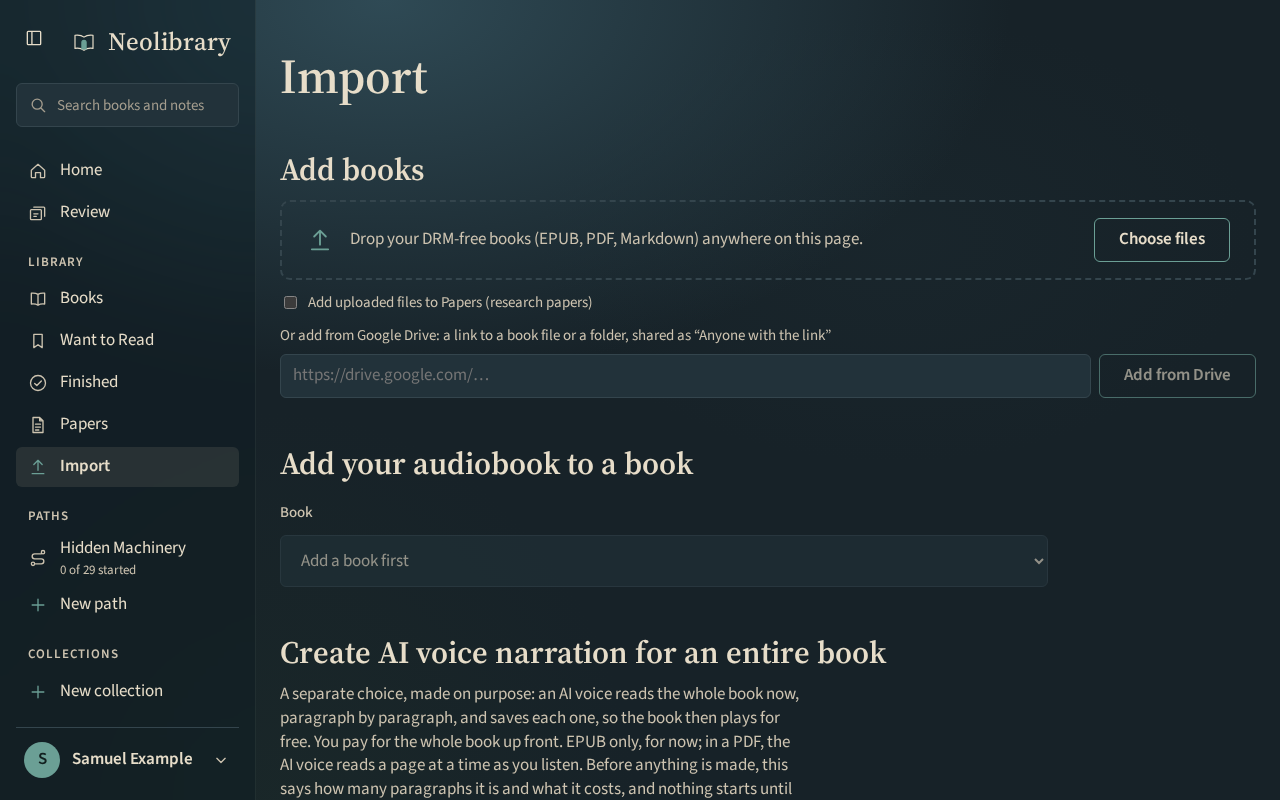 Neolibrary
Search books and notes
Home
Review
LIBRARY
Books
Want to Read
Finished
Papers
Import
PATHS
Hidden Machinery
0 of 29 started
New path
COLLECTIONS
New collection
S
Samuel Example
Import
Add books
Drop your DRM-free books (EPUB, PDF, Markdown) anywhere on this page.
Choose files
Add uploaded files to Papers (research papers)
Or add from Google Drive: a link to a book file or a folder, shared as “Anyone with the link”
https://drive.google.com/…
Add from Drive
Add your audiobook to a book
Book
Add a book first
Create AI voice narration for an entire book
A separate choice, made on purpose: an AI voice reads the whole book now,
paragraph by paragraph, and saves each one, so the book then plays for
free. You pay for the whole book up front. EPUB only, for now; in a PDF, the
AI voice reads a page at a time as you listen. Before anything is made, this
says how many paragraphs it is and what it costs, and nothing starts until